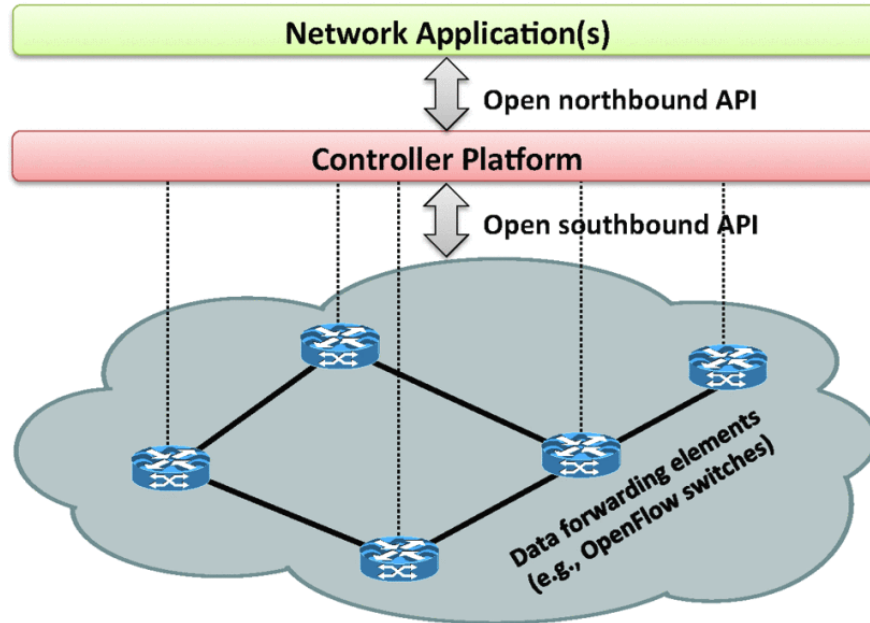 Network Application(s)
Open northbound API
Controller Platform
Open southbound API
Data forwarding elements
(e.g., OpenFlow switches)